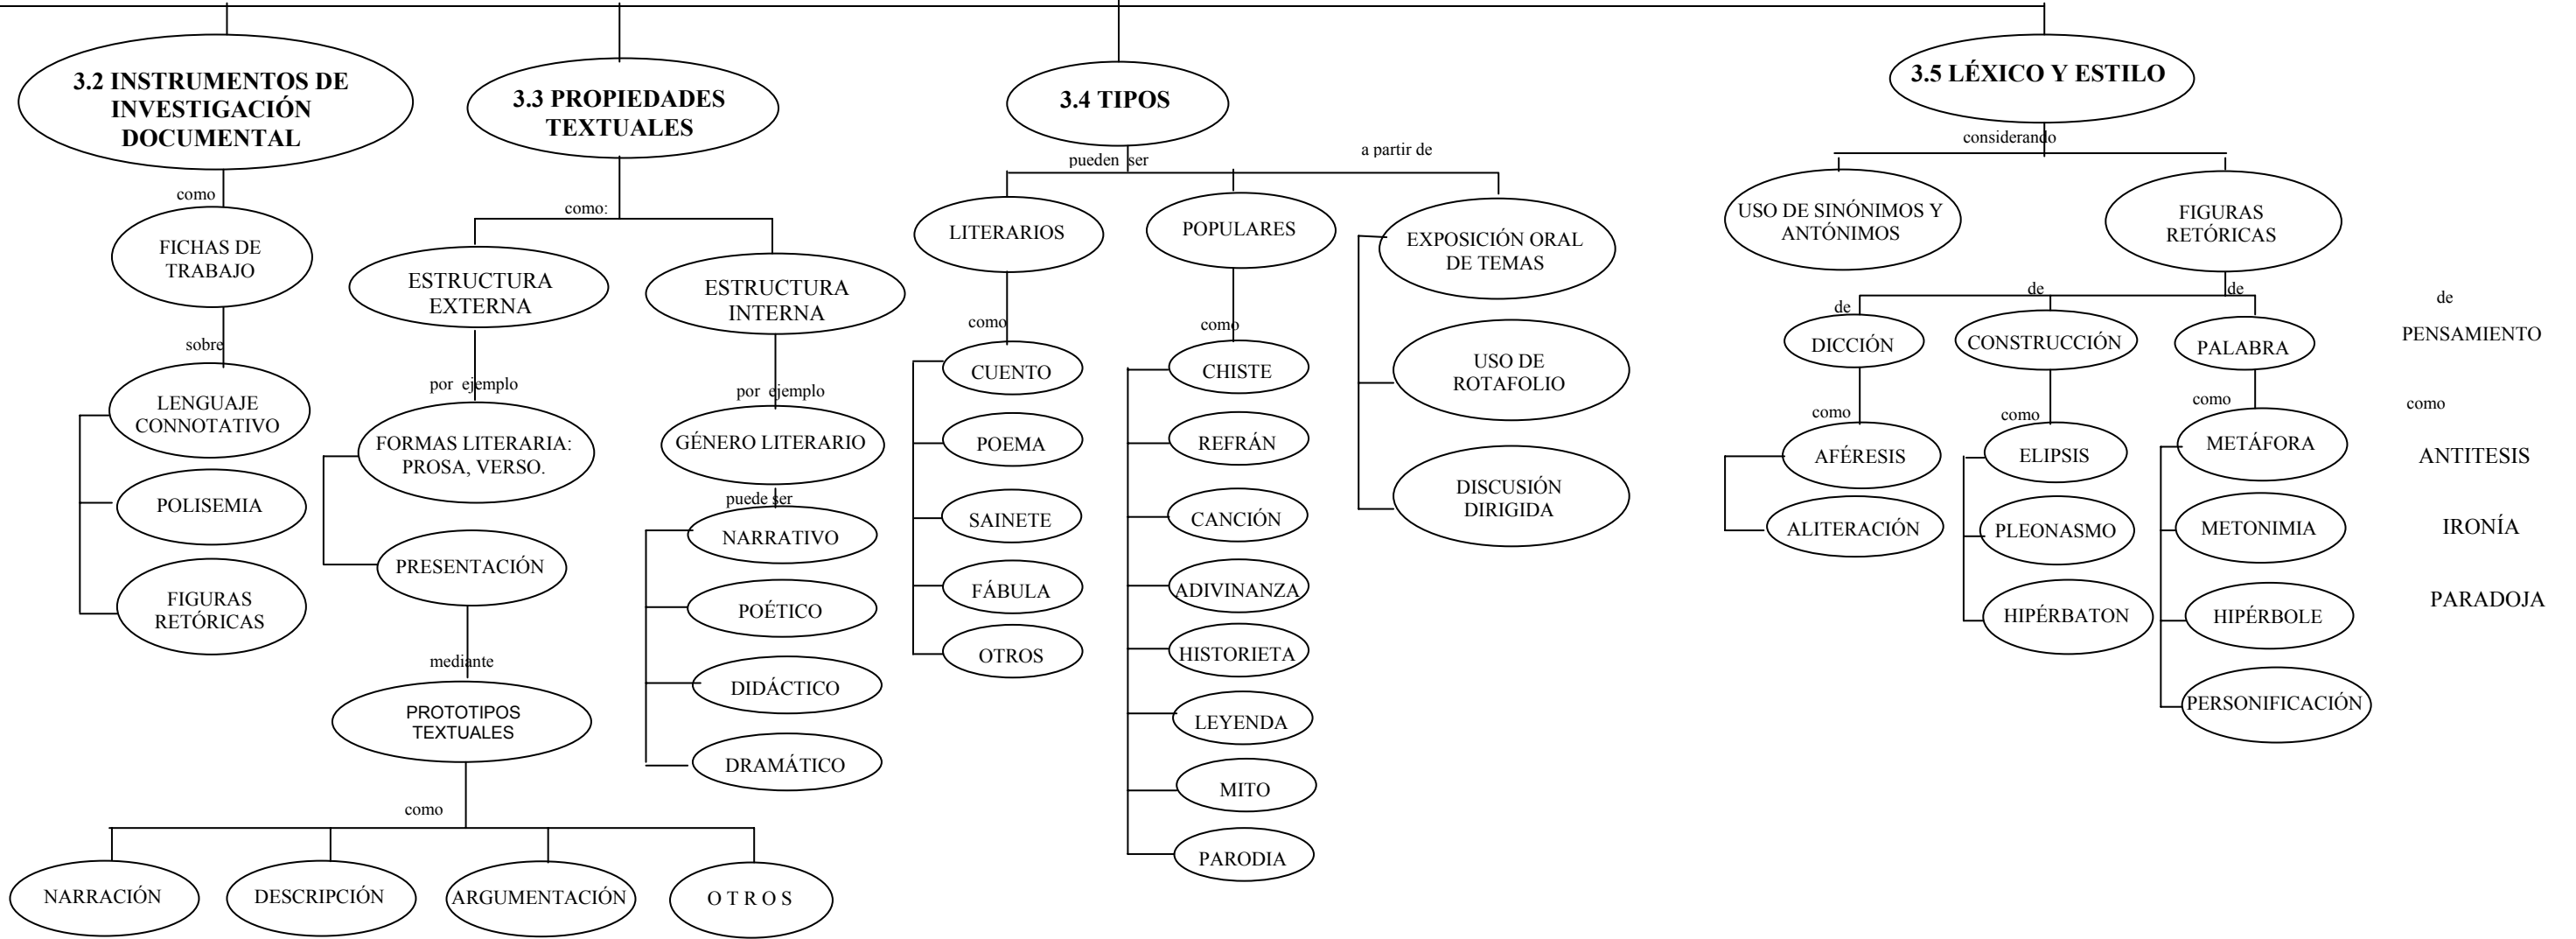 3.2 INSTRUMENTOS DE
INVESTIGACIÓN
DOCUMENTAL
como
FICHAS DE
TRABAJO
sobre
LENGUAJE
CONNOTATIVO
POLISEMIA
FIGURAS
RETÓRICAS
3.3 PROPIEDADES
TEXTUALES
como:
ESTRUCTURA
EXTERNA
por ejemplo
FORMAS LITERARIA:
PROSA, VERSO.
PRESENTACIÓN
mediante
PROTOTIPOS
TEXTUALES
como
NARRACIÓN
DESCRIPCIÓN
ARGUMENTACIÓN
O T R O S
ESTRUCTURA
INTERNA
por ejemplo
GÉNERO LITERARIO
puede ser
NARRATIVO
POÉTICO
DIDÁCTICO
DRAMÁTICO
3.4 TIPOS
pueden ser
a partir de
LITERARIOS
como
CUENTO
POEMA
SAINETE
FÁBULA
OTROS
POPULARES
como
CHISTE
REFRÁN
CANCIÓN
ADIVINANZA
HISTORIETA
LEYENDA
MITO
PARODIA
EXPOSICIÓN ORAL
DE TEMAS
USO DE
ROTAFOLIO
DISCUSIÓN
DIRIGIDA
3.5 LÉXICO Y ESTILO
considerando
USO DE SINÓNIMOS Y
ANTÓNIMOS
FIGURAS
RETÓRICAS
de
DICCIÓN
como
AFÉRESIS
ALITERACIÓN
de
CONSTRUCCIÓN
como
ELIPSIS
PLEONASMO
HIPÉRBATON
de
PALABRA
como
METÁFORA
METONIMIA
HIPÉRBOLE
PERSONIFICACIÓN
de
PENSAMIENTO
como
ANTITESIS
IRONÍA
PARADOJA